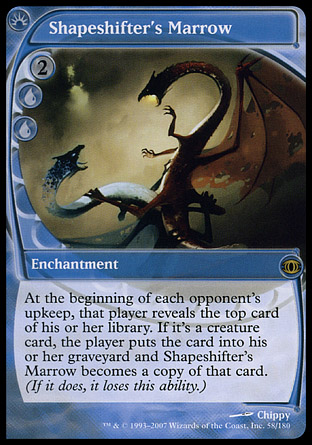 Shapeshifter's Marrow
2
Enchantment
At the beginning of each opponent's
upkeep, that player reveals the top card
of his or her library. If it's a creature
card, the player puts the card into his
or her graveyard and Shapeshifter's
Marrow becomes a copy of that card.
(If it does, it loses this ability.)
Chippy
™ & © 1993–2007 Wizards of the Coast, Inc. 58/180